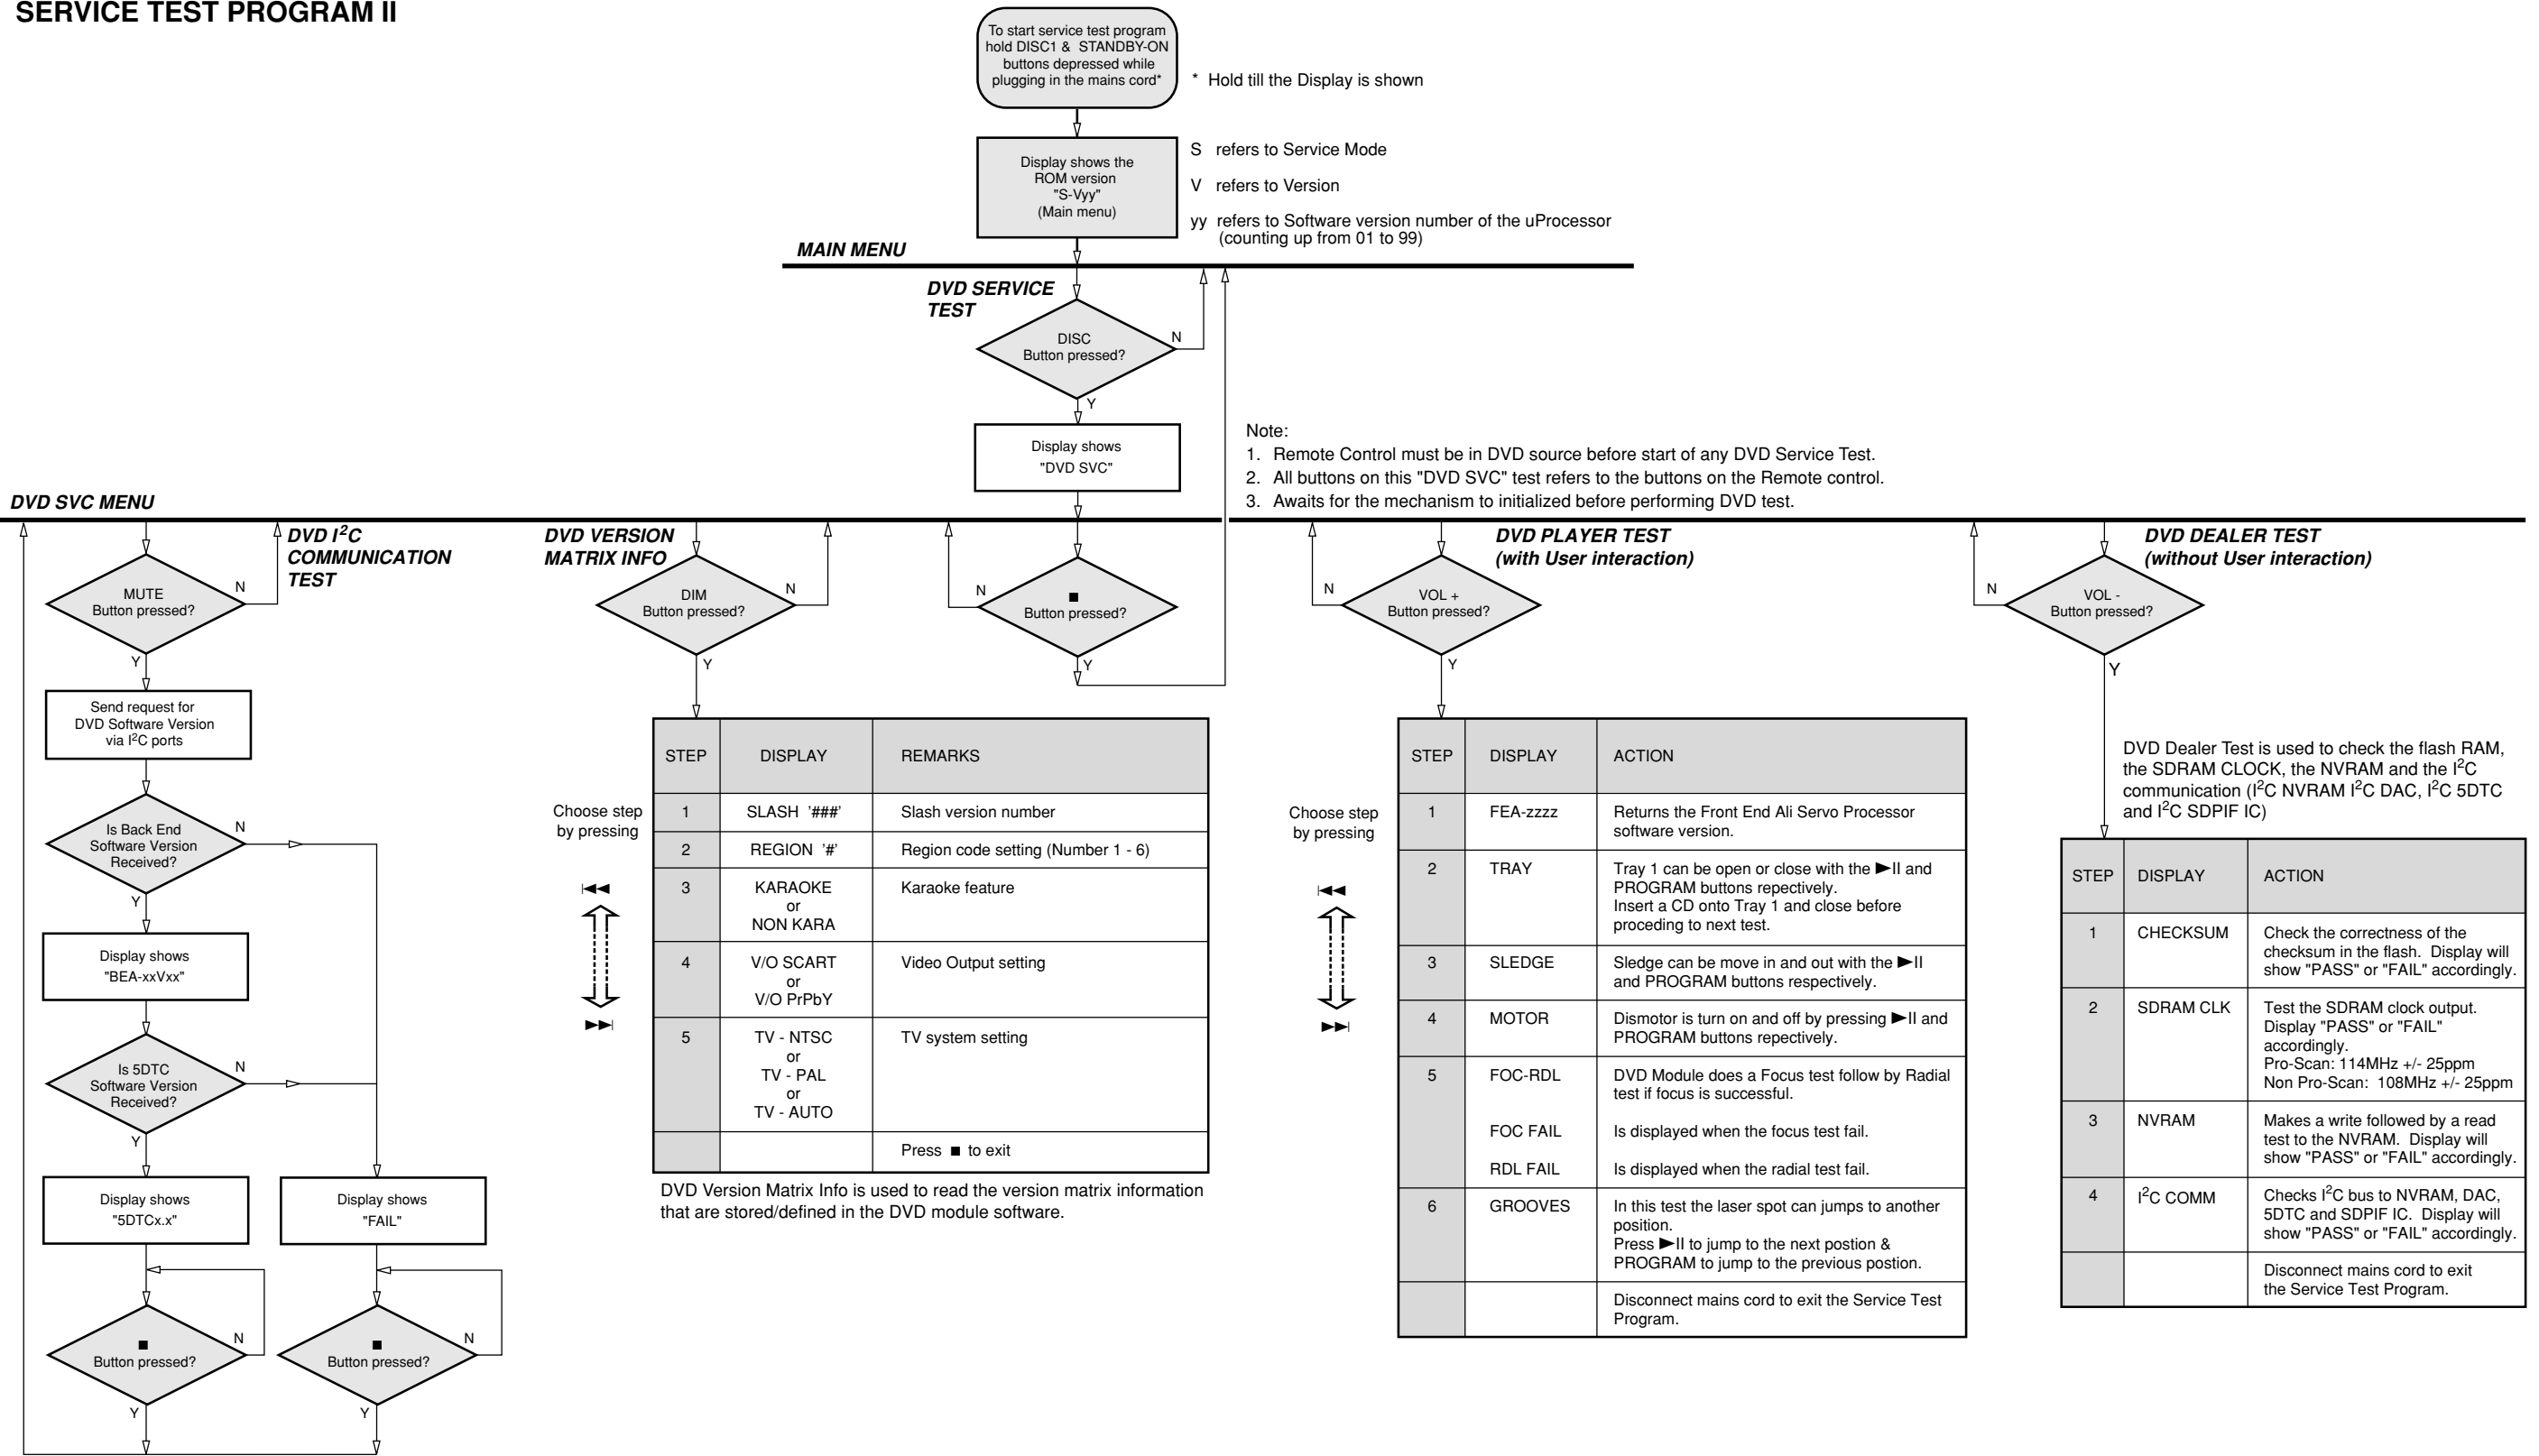 SERVICE TEST PROGRAM II
To start service test program
hold DISC1 & STANDBY-ON
buttons depressed while
plugging in the mains cord*
* Hold till the Display is shown
Display shows the
ROM version
"S-Vyy"
(Main menu)
S refers to Service Mode
V refers to Version
yy refers to Software version number of the uProcessor
(counting up from 01 to 99)
MAIN MENU
DVD SERVICE
TEST
DISC
Button pressed?
N
Y
Display shows
"DVD SVC"
Note:
1. Remote Control must be in DVD source before start of any DVD Service Test.
2. All buttons on this "DVD SVC" test refers to the buttons on the Remote control.
3. Awaits for the mechanism to initialized before performing DVD test.
DVD SVC MENU
DVD I²C
COMMUNICATION
TEST
MUTE
Button pressed?
N
Y
Send request for
DVD Software Version
via I²C ports
Is Back End
Software Version
Received?
N
Y
Display shows
"BEA-xxVxx"
Is 5DTC
Software Version
Received?
N
Y
Display shows
"5DTCx.x"
Display shows
"FAIL"
■
Button pressed?
N
Y
■
Button pressed?
N
Y
DVD VERSION
MATRIX INFO
DIM
Button pressed?
N
Y
■
Button pressed?
N
Y
Choose step
by pressing
STEP DISPLAY REMARKS
1 SLASH '###' Slash version number
2 REGION '#' Region code setting (Number 1 - 6)
3 KARAOKE Karaoke feature
or
NON KARA
4 V/O SCART Video Output setting
or
V/O PrPbY
5 TV - NTSC TV system setting
or
TV - PAL
or
TV - AUTO
Press ■ to exit
DVD Version Matrix Info is used to read the version matrix information
that are stored/defined in the DVD module software.
DVD PLAYER TEST
(with User interaction)
VOL +
Button pressed?
N
Y
Choose step
by pressing
STEP DISPLAY ACTION
1 FEA-zzzz Returns the Front End Ali Servo Processor
software version.
2 TRAY Tray 1 can be open or close with the ►II and
PROGRAM buttons repectively.
Insert a CD onto Tray 1 and close before
proceding to next test.
3 SLEDGE Sledge can be move in and out with the ►II
and PROGRAM buttons respectively.
4 MOTOR Dismotor is turn on and off by pressing ►II and
PROGRAM buttons repectively.
5 FOC-RDL DVD Module does a Focus test follow by Radial
test if focus is successful.
FOC FAIL Is displayed when the focus test fail.
RDL FAIL Is displayed when the radial test fail.
6 GROOVES In this test the laser spot can jumps to another
position.
Press ►II to jump to the next postion &
PROGRAM to jump to the previous postion.
Disconnect mains cord to exit the Service Test
Program.
DVD DEALER TEST
(without User interaction)
VOL -
Button pressed?
N
Y
DVD Dealer Test is used to check the flash RAM,
the SDRAM CLOCK, the NVRAM and the I²C
communication (I²C NVRAM I²C DAC, I²C 5DTC
and I²C SDPIF IC)
STEP DISPLAY ACTION
1 CHECKSUM Check the correctness of the
checksum in the flash. Display will
show "PASS" or "FAIL" accordingly.
2 SDRAM CLK Test the SDRAM clock output.
Display "PASS" or "FAIL"
accordingly.
Pro-Scan: 114MHz +/- 25ppm
Non Pro-Scan: 108MHz +/- 25ppm
3 NVRAM Makes a write followed by a read
test to the NVRAM. Display will
show "PASS" or "FAIL" accordingly.
4 I²C COMM Checks I²C bus to NVRAM, DAC,
5DTC and SDPIF IC. Display will
show "PASS" or "FAIL" accordingly.
Disconnect mains cord to exit
the Service Test Program.